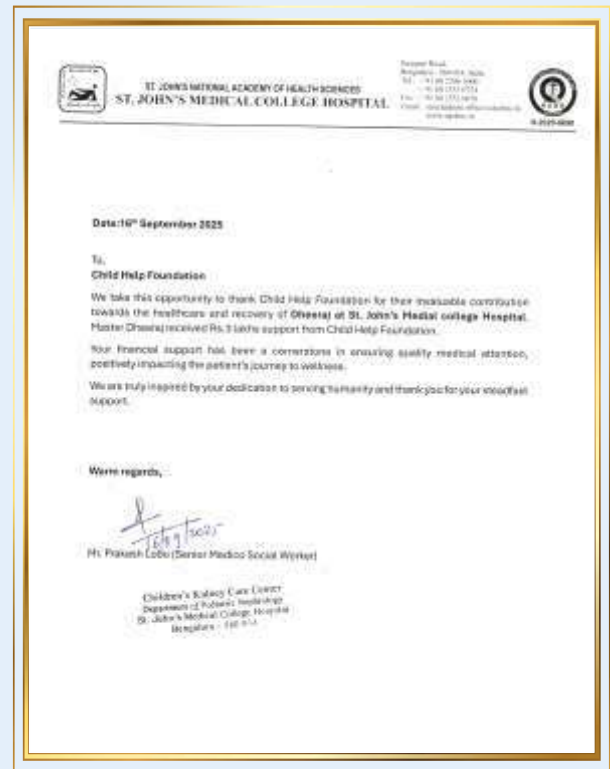 ST. JOHN'S NATIONAL ACADEMY OF HEALTH SCIENCES
ST. JOHN'S MEDICAL COLLEGE HOSPITAL
Date:16th September 2025
To,
Child Help Foundation
We take this opportunity to thank Child Help Foundation for their invaluable contribution
towards the healthcare and recovery of Dheeraj at St. John's Medial college Hospital.
Master Dheeraj received Rs. lakhs support from Child Help Foundation.
Your financial support has been a cornerstone in ensuring quality medical attention,
positively impacting the patient's journey to wellness.
We are truly inspired by your dedication to serving humanity and thank you for your steadfast
support.
Warm regards,
16/09/2025
Mr. Prakash Lobo (Senior Medico Social Worker)
Children's Kidney Care Center
Department of Pediatric Nephrology
St. John's Medical College Hospital
Bengaluru -